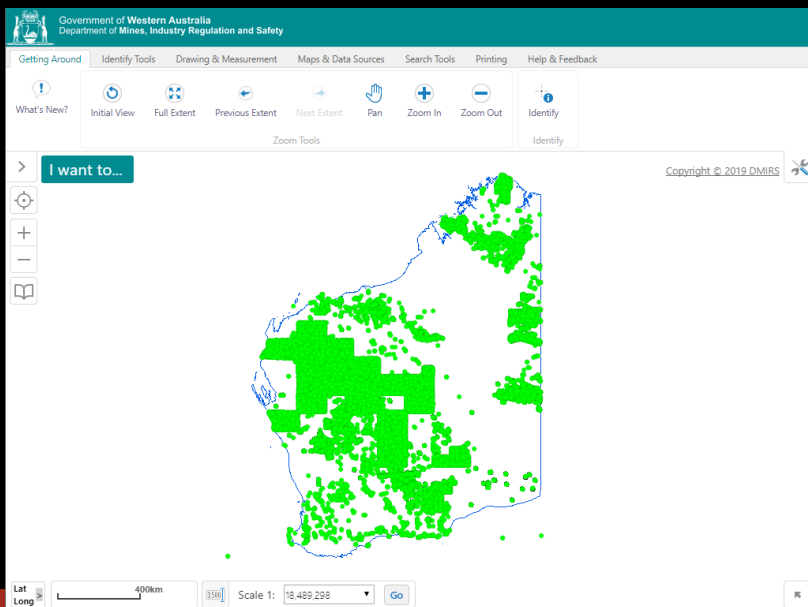 Government of Western Australia
Department of Mines, Industry Regulation and Safety
Getting Around Identify Tools Drawing & Measurement Maps & Data Sources Search Tools Printing Help & Feedback
What's New? Initial View Full Extent Previous Extent Next Extent Pan Zoom In Zoom Out Identify
Zoom Tools Identify
I want to...
Copyright © 2019 DMIRS
Lat
Long > 400km Scale 1: 18,489,298 Go